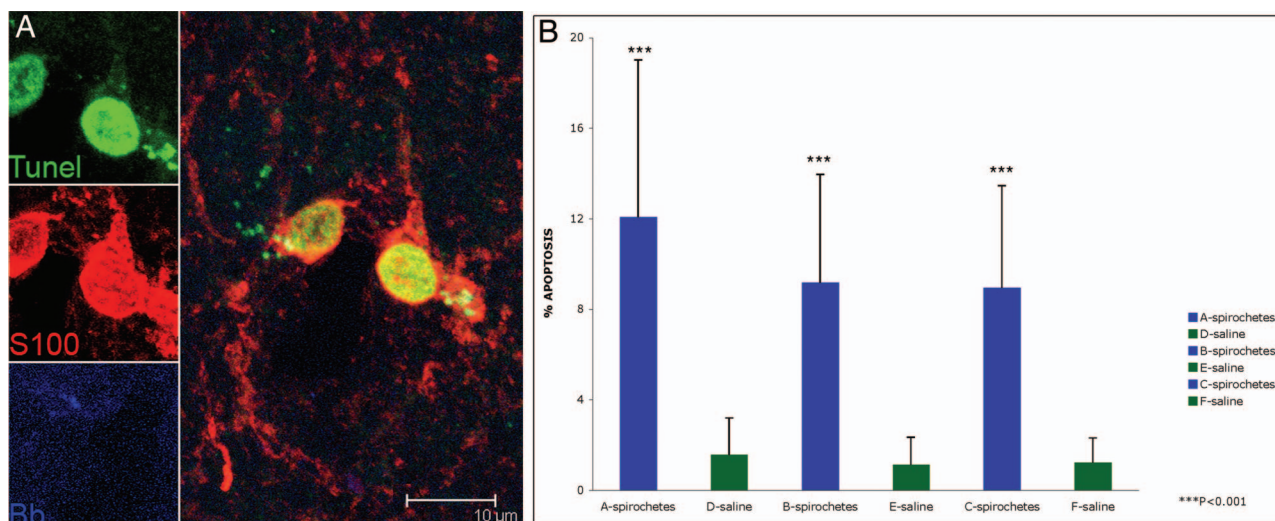 A
Tunel
S100
Bb
10 µm
B
20
16
12
8
4
0
% APOPTOSIS
***
***
***
A-spirochetes
D-saline
B-spirochetes
E-saline
C-spirochetes
F-saline
A-spirochetes
D-saline
B-spirochetes
E-saline
C-spirochetes
F-saline
***P<0.001